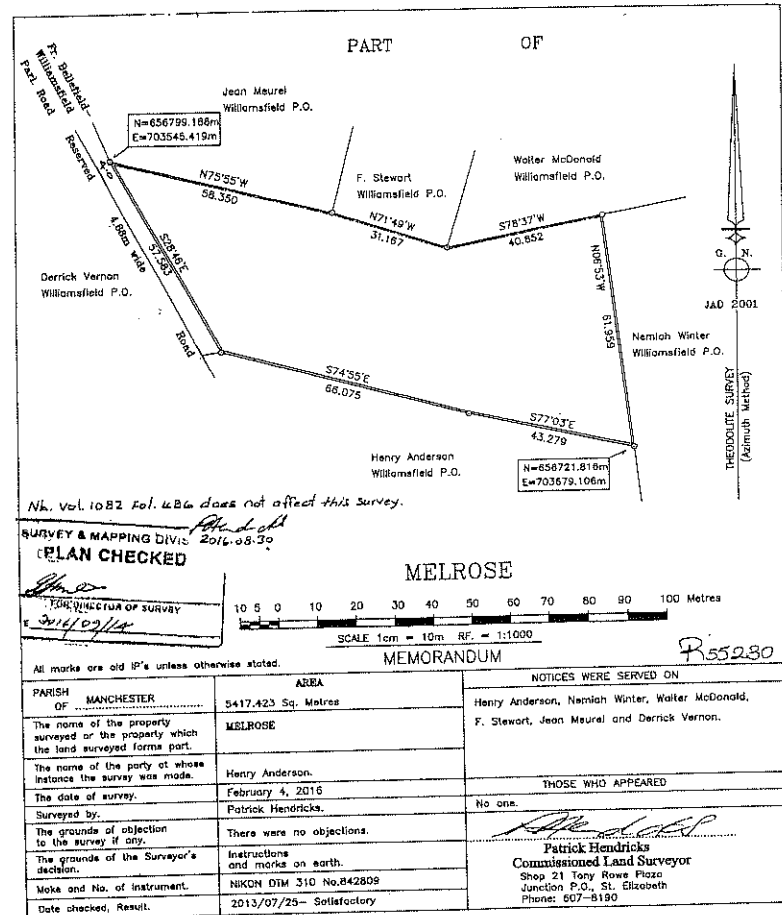 PART OF
Fr. Bellefield-
Williamsfield
Parl. Road
Jean Meurel
Williamsfield P.O.
N=656799.168m
E=703545.419m
Walter McDonald
Williamsfield P.O.
F. Stewart
Williamsfield P.O.
N75°55'W
58.350
N71°49'W
31.167
S78°37'W
40.852
Reserved
4.88m wide
Road
S28°46'E
57.583
Derrick Vernon
Williamsfield P.O.
N06°53'W
61.959
G. N.
JAD 2001
Nemiah Winter
Williamsfield P.O.
S74°55'E
66.075
S77°03'E
43.279
THEODOLITE SURVEY
(Azimuth Method)
Henry Anderson
Williamsfield P.O.
N=656721.816m
E=703679.106m
Nb. Vol. 1082 Fol. 686 does not affect this survey.
SURVEY & MAPPING DIVIS 2016.08.30
PLAN CHECKED
FOR DIRECTOR OF SURVEY
MELROSE
10 5 0 10 20 30 40 50 60 70 80 90 100 Metres
SCALE 1cm = 10m RF. = 1:1000
MEMORANDUM
R55230
All marks are old IP's unless otherwise stated.
PARISH
OF MANCHESTER
AREA
5417.423 Sq. Metres
NOTICES WERE SERVED ON
Henry Anderson, Nemiah Winter, Walter McDonald,
F. Stewart, Jean Meurel and Derrick Vernon.
The name of the property
surveyed or the property which
the land surveyed forms part.
MELROSE
The name of the party at whose
instance the survey was made.
Henry Anderson.
The date of survey.
February 4, 2016
THOSE WHO APPEARED
Surveyed by.
Patrick Hendricks.
No one.
The grounds of objection
to the survey if any.
There were no objections.
The grounds of the Surveyor's
decision.
Instructions
and marks on earth.
Make and No. of Instrument.
NIKON DTM 310 No.842809
Date checked, Result.
2013/07/25- Satisfactory
Patrick Hendricks
Commissioned Land Surveyor
Shop 21 Tony Rowe Plaza
Junction P.O., St. Elizabeth
Phone: 607-8190